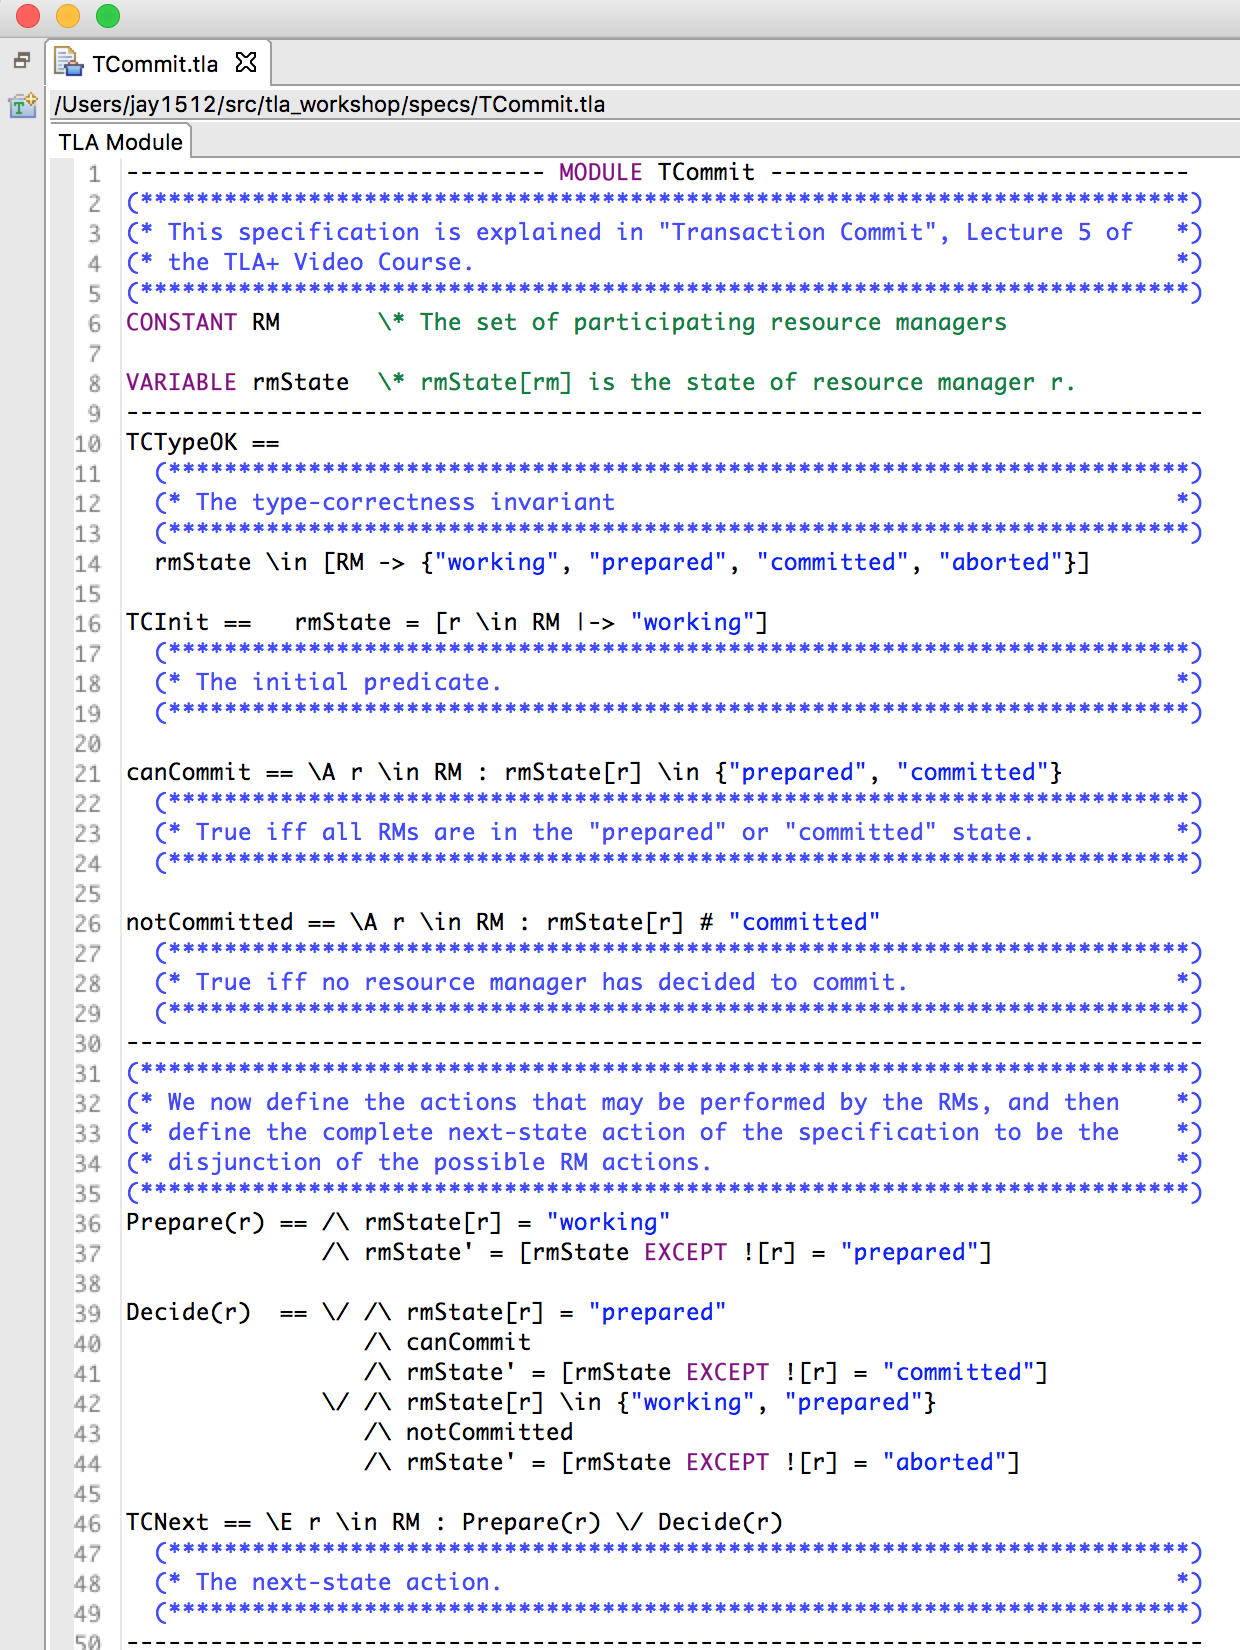 TCommit.tla
/Users/jay1512/src/tla_workshop/specs/TCommit.tla
TLA Module
1 ------------------------------ MODULE TCommit ------------------------------
2 (***************************************************************************)
3 (* This specification is explained in "Transaction Commit", Lecture 5 of   *)
4 (* the TLA+ Video Course.                                                  *)
5 (***************************************************************************)
6 CONSTANT RM       \* The set of participating resource managers
7
8 VARIABLE rmState  \* rmState[rm] is the state of resource manager r.
9 -----------------------------------------------------------------------------
10 TCTypeOK ==
11   (*************************************************************************)
12   (* The type-correctness invariant                                        *)
13   (*************************************************************************)
14   rmState \in [RM -> {"working", "prepared", "committed", "aborted"}]
15
16 TCInit ==   rmState = [r \in RM |-> "working"]
17   (*************************************************************************)
18   (* The initial predicate.                                                *)
19   (*************************************************************************)
20
21 canCommit == \A r \in RM : rmState[r] \in {"prepared", "committed"}
22   (*************************************************************************)
23   (* True iff all RMs are in the "prepared" or "committed" state.          *)
24   (*************************************************************************)
25
26 notCommitted == \A r \in RM : rmState[r] # "committed"
27   (*************************************************************************)
28   (* True iff no resource manager has decided to commit.                   *)
29   (*************************************************************************)
30 -----------------------------------------------------------------------------
31 (***************************************************************************)
32 (* We now define the actions that may be performed by the RMs, and then    *)
33 (* define the complete next-state action of the specification to be the    *)
34 (* disjunction of the possible RM actions.                                 *)
35 (***************************************************************************)
36 Prepare(r) == /\ rmState[r] = "working"
37               /\ rmState' = [rmState EXCEPT ![r] = "prepared"]
38
39 Decide(r)  == \/ /\ rmState[r] = "prepared"
40                  /\ canCommit
41                  /\ rmState' = [rmState EXCEPT ![r] = "committed"]
42               \/ /\ rmState[r] \in {"working", "prepared"}
43                  /\ notCommitted
44                  /\ rmState' = [rmState EXCEPT ![r] = "aborted"]
45
46 TCNext == \E r \in RM : Prepare(r) \/ Decide(r)
47   (*************************************************************************)
48   (* The next-state action.                                                *)
49   (*************************************************************************)
50 -----------------------------------------------------------------------------